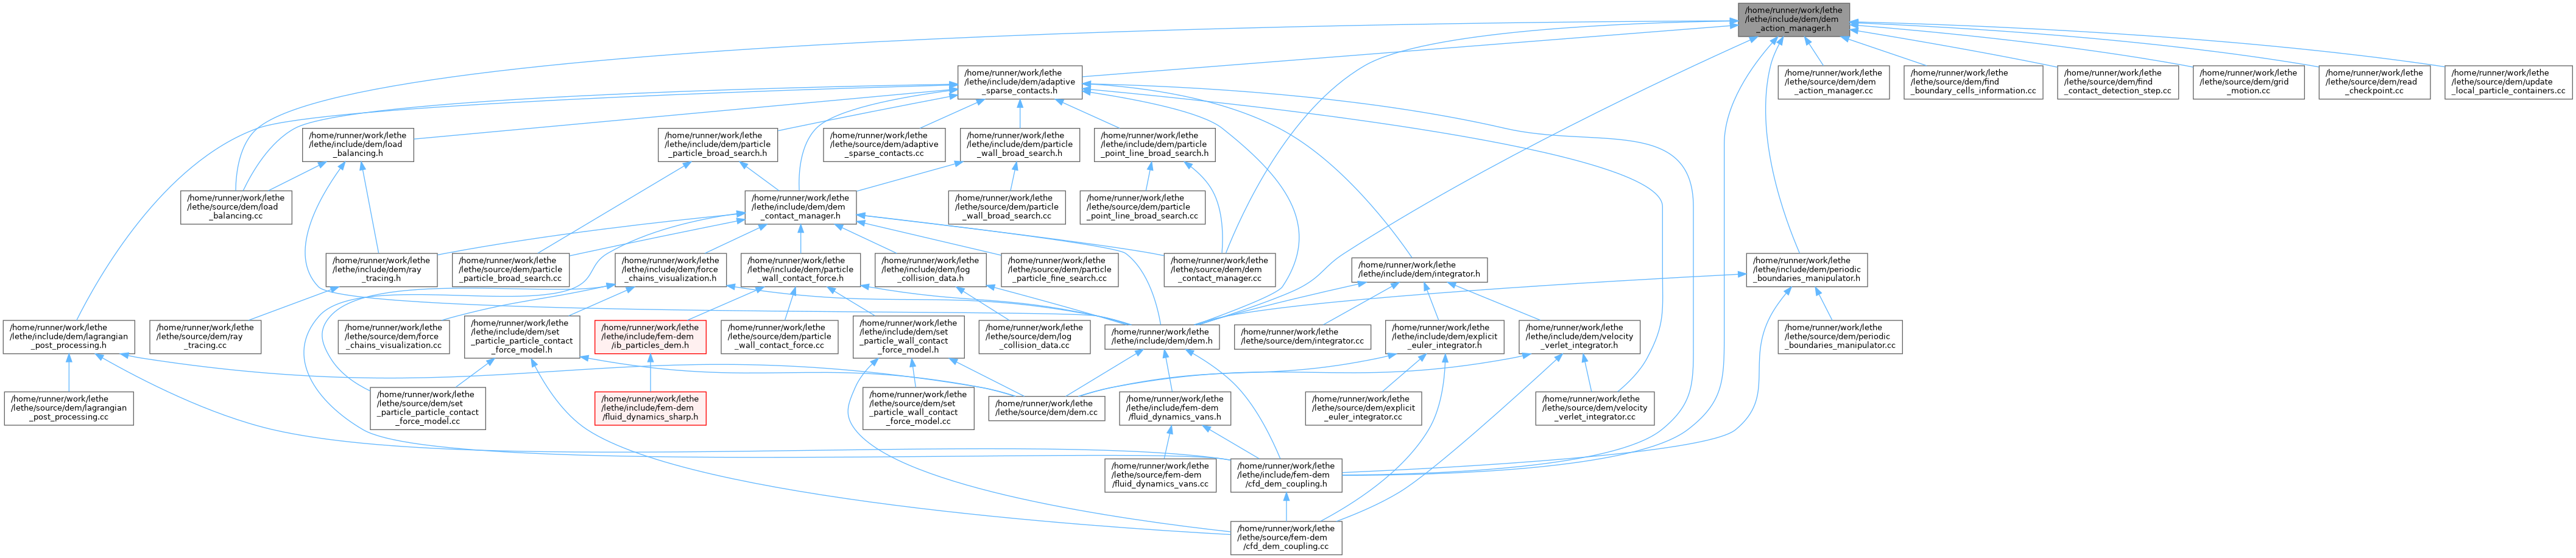 /home/runner/work/lethe
/lethe/include/dem/dem
_action_manager.h
/home/runner/work/lethe
/lethe/include/dem/adaptive
_sparse_contacts.h
/home/runner/work/lethe
/lethe/source/dem/dem
_action_manager.cc
/home/runner/work/lethe
/lethe/source/dem/find
_boundary_cells_information.cc
/home/runner/work/lethe
/lethe/source/dem/find
_contact_detection_step.cc
/home/runner/work/lethe
/lethe/source/dem/grid
_motion.cc
/home/runner/work/lethe
/lethe/source/dem/read
_checkpoint.cc
/home/runner/work/lethe
/lethe/source/dem/update
_local_particle_containers.cc
/home/runner/work/lethe
/lethe/include/dem/load
_balancing.h
/home/runner/work/lethe
/lethe/include/dem/particle
_particle_broad_search.h
/home/runner/work/lethe
/lethe/source/dem/adaptive
_sparse_contacts.cc
/home/runner/work/lethe
/lethe/include/dem/particle
_wall_broad_search.h
/home/runner/work/lethe
/lethe/include/dem/particle
_point_line_broad_search.h
/home/runner/work/lethe
/lethe/source/dem/load
_balancing.cc
/home/runner/work/lethe
/lethe/include/dem/dem
_contact_manager.h
/home/runner/work/lethe
/lethe/source/dem/particle
_wall_broad_search.cc
/home/runner/work/lethe
/lethe/source/dem/particle
_point_line_broad_search.cc
/home/runner/work/lethe
/lethe/include/dem/ray
_tracing.h
/home/runner/work/lethe
/lethe/source/dem/particle
_particle_broad_search.cc
/home/runner/work/lethe
/lethe/include/dem/force
_chains_visualization.h
/home/runner/work/lethe
/lethe/include/dem/particle
_wall_contact_force.h
/home/runner/work/lethe
/lethe/include/dem/log
_collision_data.h
/home/runner/work/lethe
/lethe/source/dem/particle
_particle_fine_search.cc
/home/runner/work/lethe
/lethe/source/dem/dem
_contact_manager.cc
/home/runner/work/lethe
/lethe/include/dem/integrator.h
/home/runner/work/lethe
/lethe/include/dem/periodic
_boundaries_manipulator.h
/home/runner/work/lethe
/lethe/include/dem/lagrangian
_post_processing.h
/home/runner/work/lethe
/lethe/source/dem/ray
_tracing.cc
/home/runner/work/lethe
/lethe/source/dem/force
_chains_visualization.cc
/home/runner/work/lethe
/lethe/include/dem/set
_particle_particle_contact
_force_model.h
/home/runner/work/lethe
/lethe/include/fem-dem
/ib_particles_dem.h
/home/runner/work/lethe
/lethe/source/dem/particle
_wall_contact_force.cc
/home/runner/work/lethe
/lethe/include/dem/set
_particle_wall_contact
_force_model.h
/home/runner/work/lethe
/lethe/source/dem/log
_collision_data.cc
/home/runner/work/lethe
/lethe/include/dem/dem.h
/home/runner/work/lethe
/lethe/source/dem/integrator.cc
/home/runner/work/lethe
/lethe/include/dem/explicit
_euler_integrator.h
/home/runner/work/lethe
/lethe/include/dem/velocity
_verlet_integrator.h
/home/runner/work/lethe
/lethe/source/dem/periodic
_boundaries_manipulator.cc
/home/runner/work/lethe
/lethe/source/dem/lagrangian
_post_processing.cc
/home/runner/work/lethe
/lethe/source/dem/set
_particle_particle_contact
_force_model.cc
/home/runner/work/lethe
/lethe/include/fem-dem
/fluid_dynamics_sharp.h
/home/runner/work/lethe
/lethe/source/dem/set
_particle_wall_contact
_force_model.cc
/home/runner/work/lethe
/lethe/source/dem/dem.cc
/home/runner/work/lethe
/lethe/include/fem-dem
/fluid_dynamics_vans.h
/home/runner/work/lethe
/lethe/source/dem/explicit
_euler_integrator.cc
/home/runner/work/lethe
/lethe/source/dem/velocity
_verlet_integrator.cc
/home/runner/work/lethe
/lethe/source/fem-dem
/fluid_dynamics_vans.cc
/home/runner/work/lethe
/lethe/include/fem-dem
/cfd_dem_coupling.h
/home/runner/work/lethe
/lethe/source/fem-dem
/cfd_dem_coupling.cc